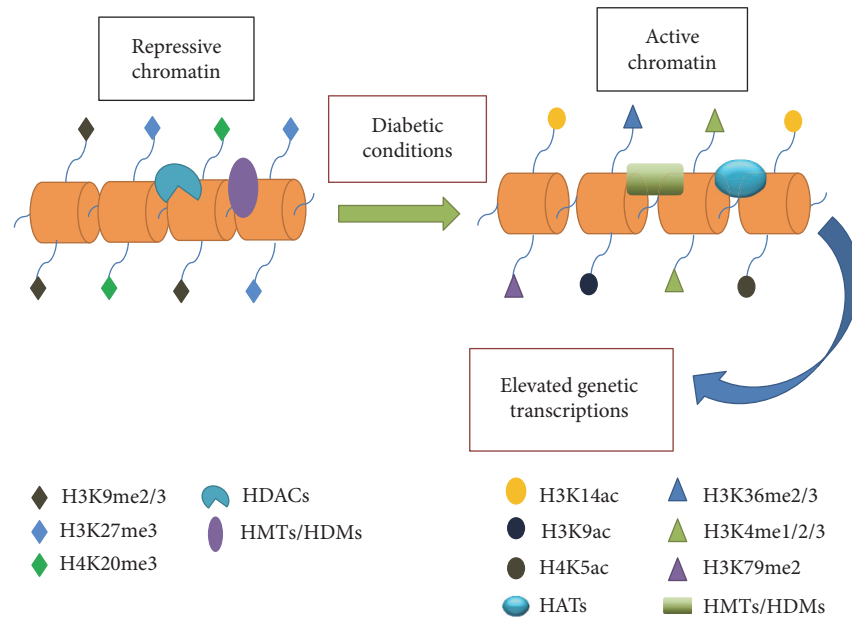 Repressive
chromatin
Active
chromatin
Diabetic
conditions
Elevated genetic
transcriptions
H3K9me2/3
H3K27me3
H4K20me3
HDACs
HMTs/HDMs
H3K14ac
H3K9ac
H4K5ac
HATs
H3K36me2/3
H3K4me1/2/3
H3K79me2
HMTs/HDMs